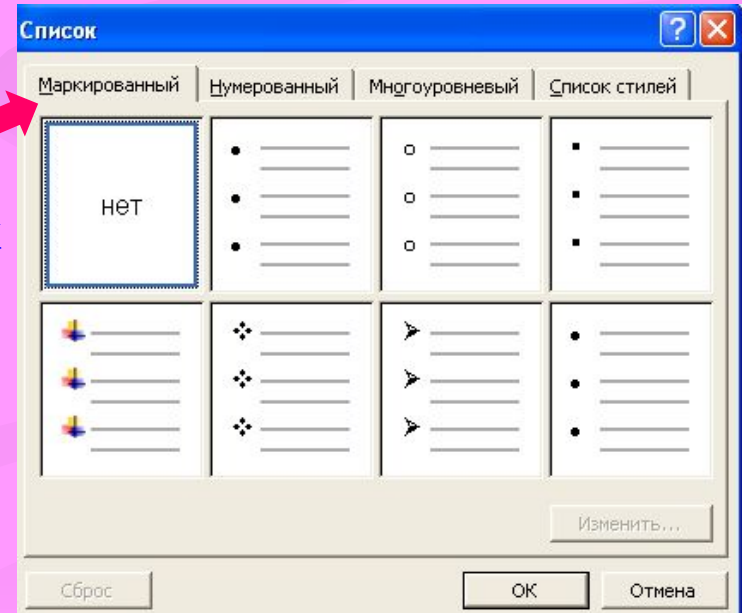 Список
Маркированный Нумерованный Многоуровневый Список стилей
нет
Изменить...
Сброс ОК Отмена